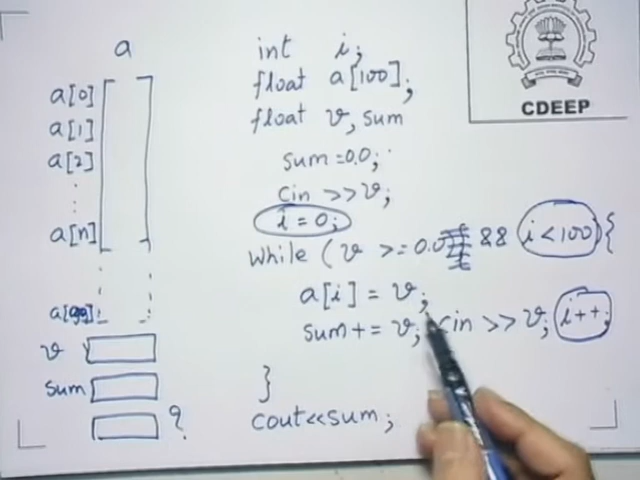 a
a[0]
a[1]
a[2]
a[n]
a[99]
v
sum
?
int i;
float a[100];
float v, sum
sum=0.0;
cin >>v;
i = 0;
while ( v >= 0.0 && i<100){
a[i] = v;
sum+= v; cin >> v; i++;
}
cout<<sum;
CDEEP